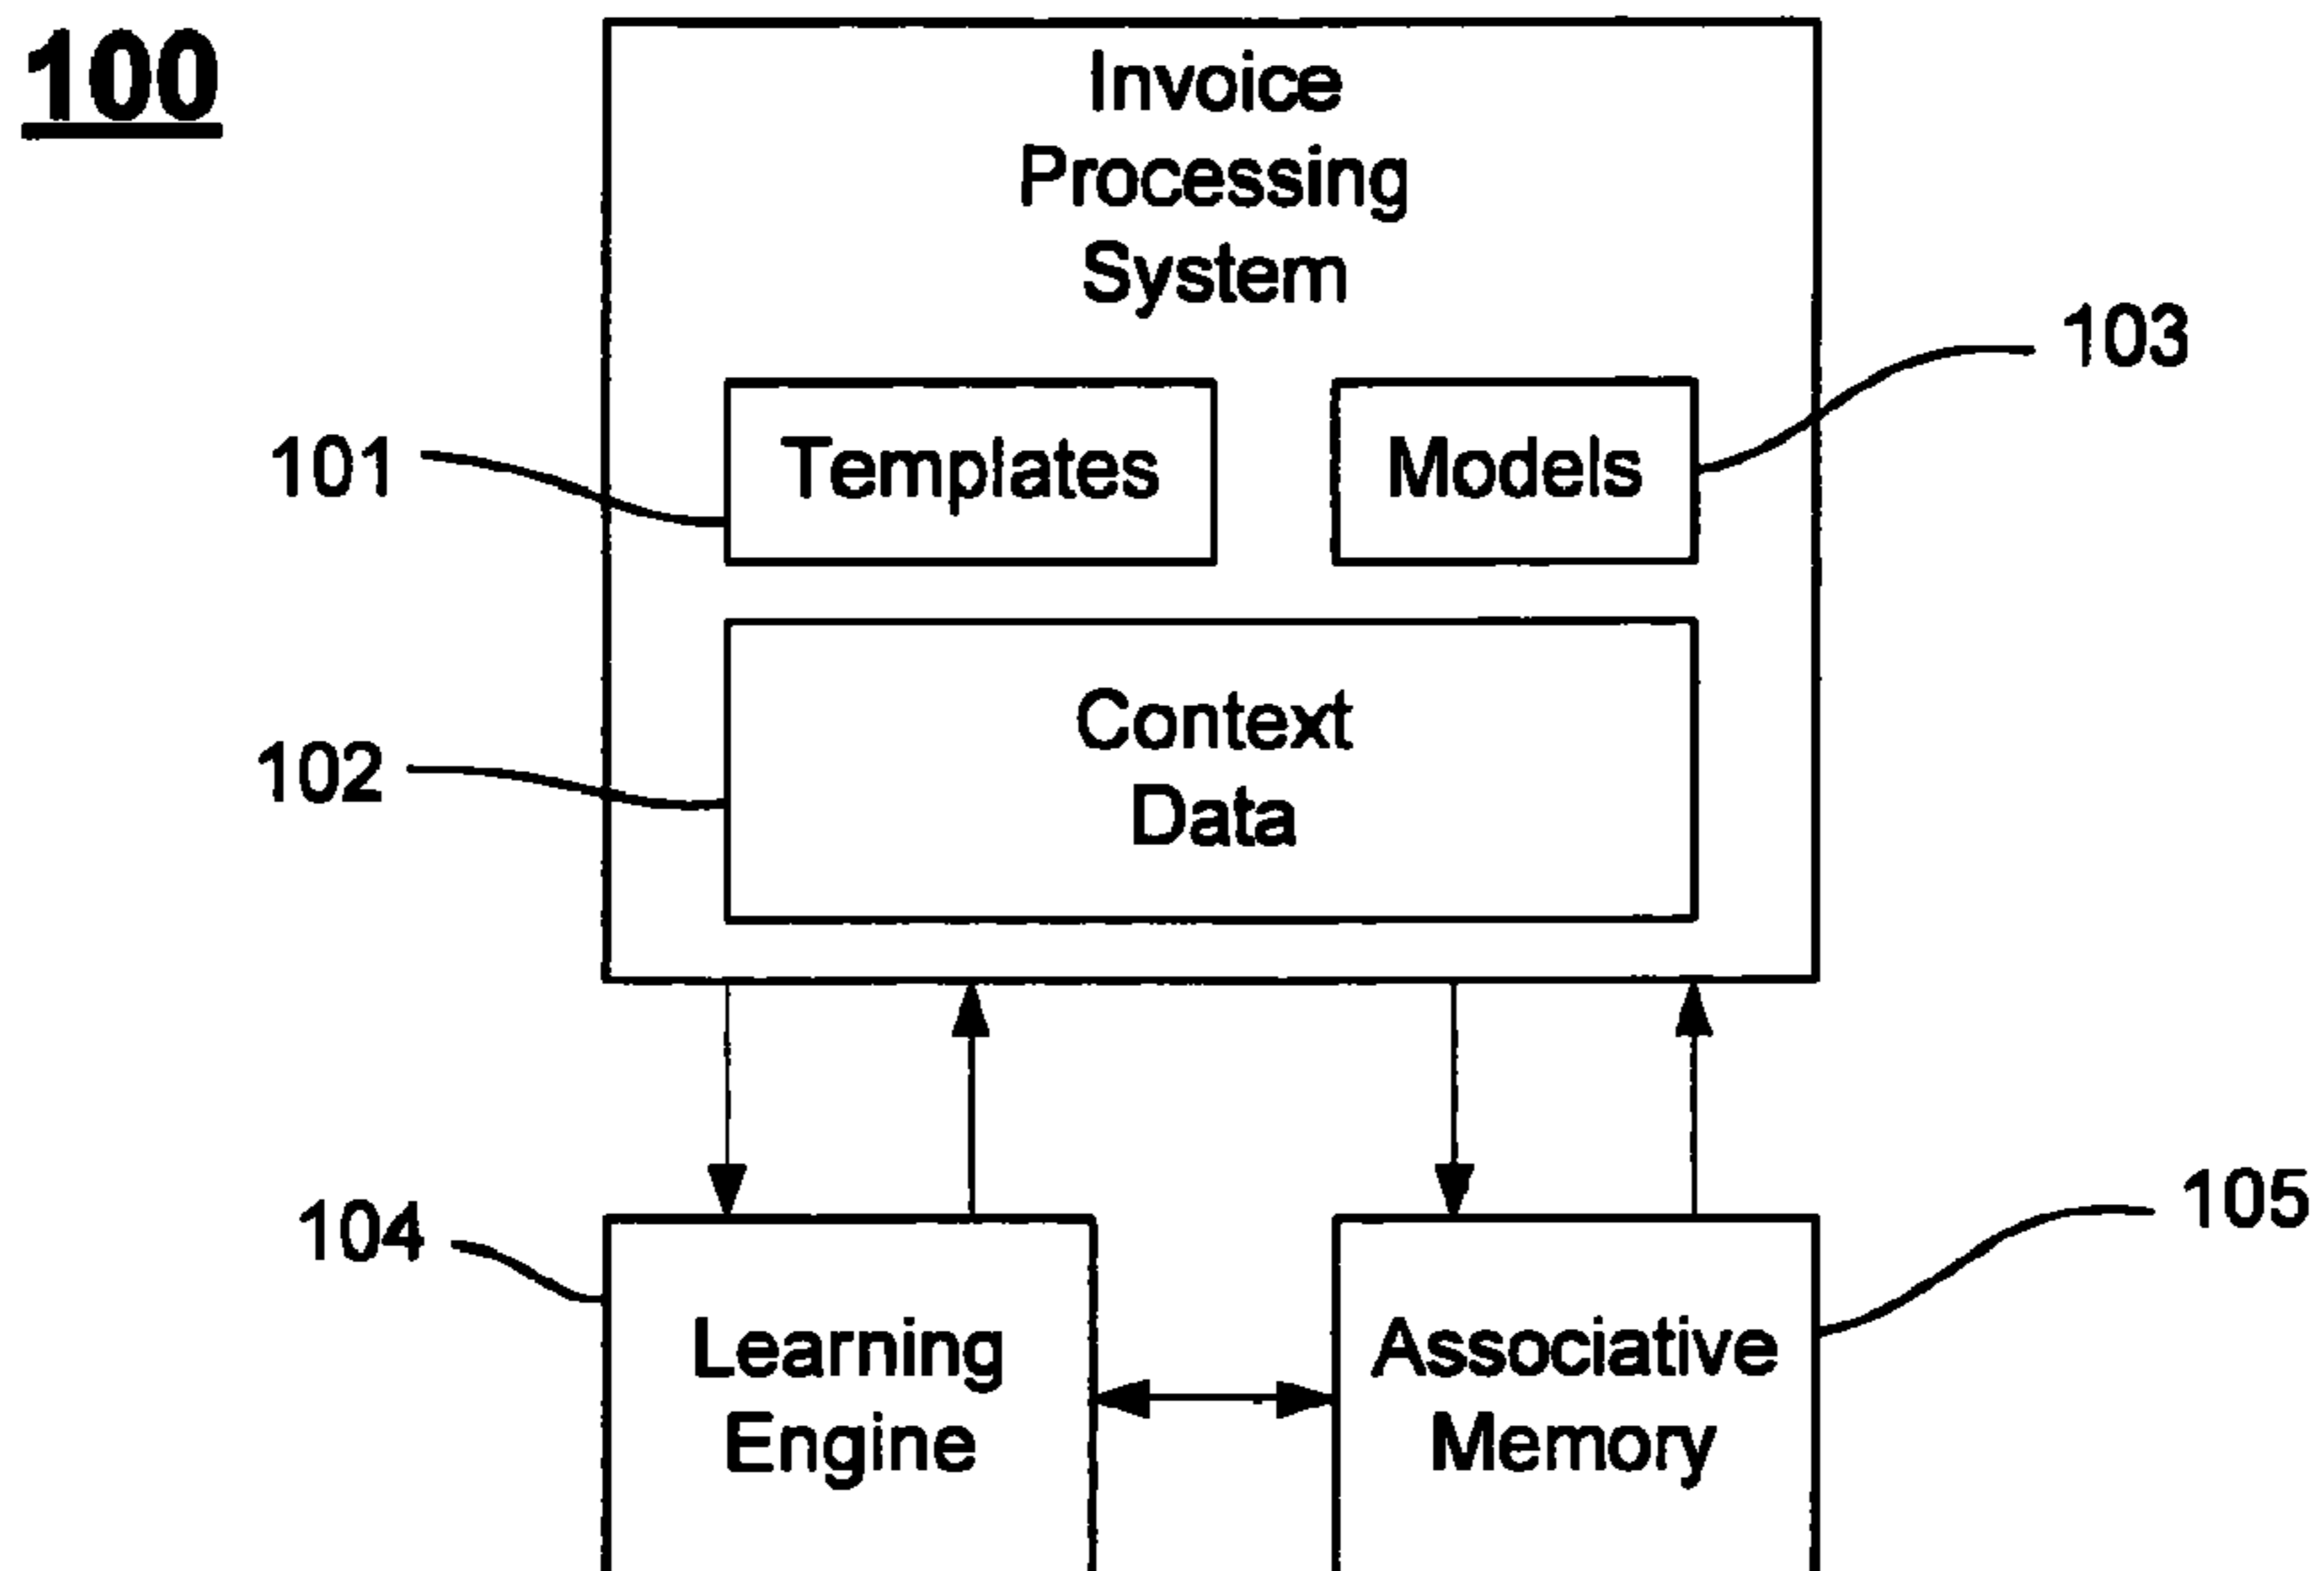 100
Invoice
Processing
System
103
101
Templates
Models
Context
Data
102
104
105
Learning
Engine
Associative
Memory